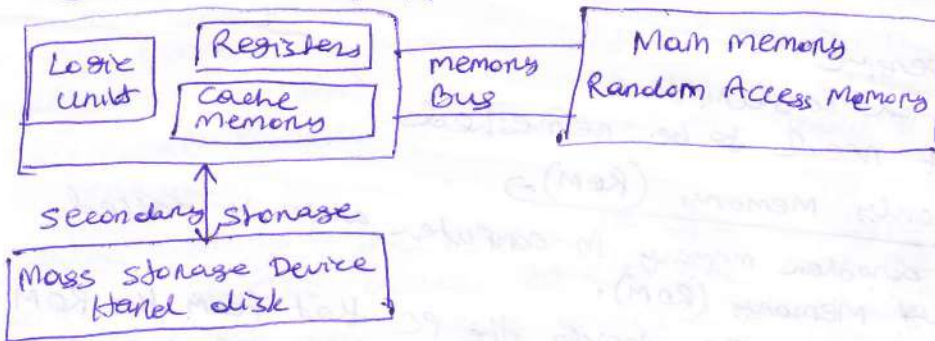 Logic
unit
Registers
cache
memory
memory
Bus
Main memory
Random Access Memory
secondary storage
Mass storage Device
Hard disk